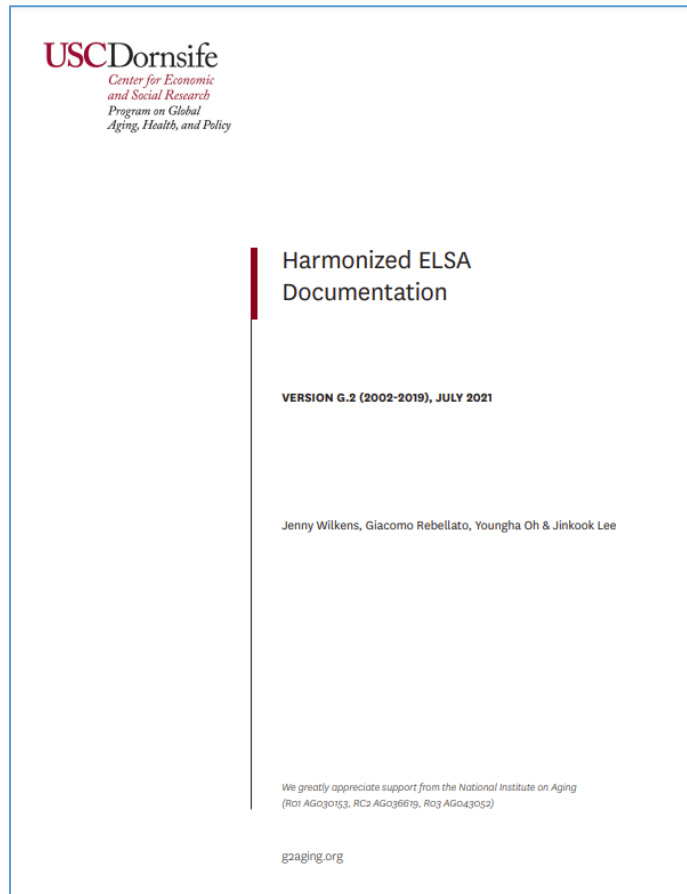 USCDornsife
Center for Economic
and Social Research
Program on Global
Aging, Health, and Policy
Harmonized ELSA
Documentation
VERSION G.2 (2002-2019), JULY 2021
Jenny Wilkens, Giacomo Rebellato, Youngha Oh & Jinkook Lee
We greatly appreciate support from the National Institute on Aging
(R01 AG030153, RC2 AG036619, R03 AG043052)
g2aging.org